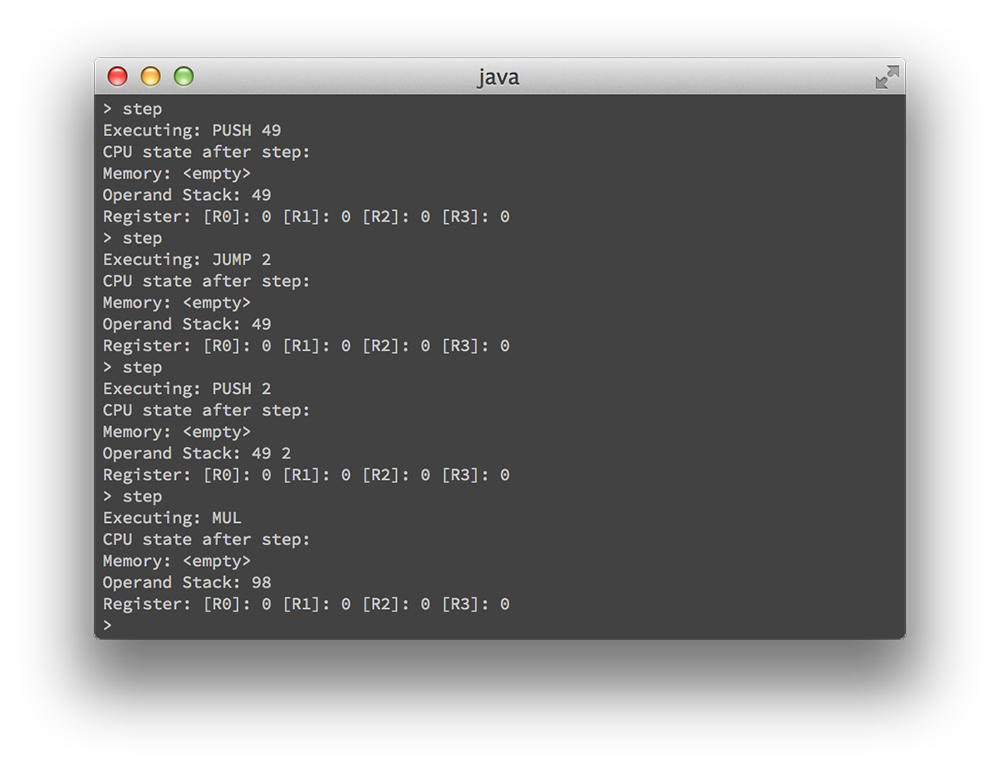 java
> step
Executing: PUSH 49
CPU state after step:
Memory: <empty>
Operand Stack: 49
Register: [R0]: 0 [R1]: 0 [R2]: 0 [R3]: 0
> step
Executing: JUMP 2
CPU state after step:
Memory: <empty>
Operand Stack: 49
Register: [R0]: 0 [R1]: 0 [R2]: 0 [R3]: 0
> step
Executing: PUSH 2
CPU state after step:
Memory: <empty>
Operand Stack: 49 2
Register: [R0]: 0 [R1]: 0 [R2]: 0 [R3]: 0
> step
Executing: MUL
CPU state after step:
Memory: <empty>
Operand Stack: 98
Register: [R0]: 0 [R1]: 0 [R2]: 0 [R3]: 0
>